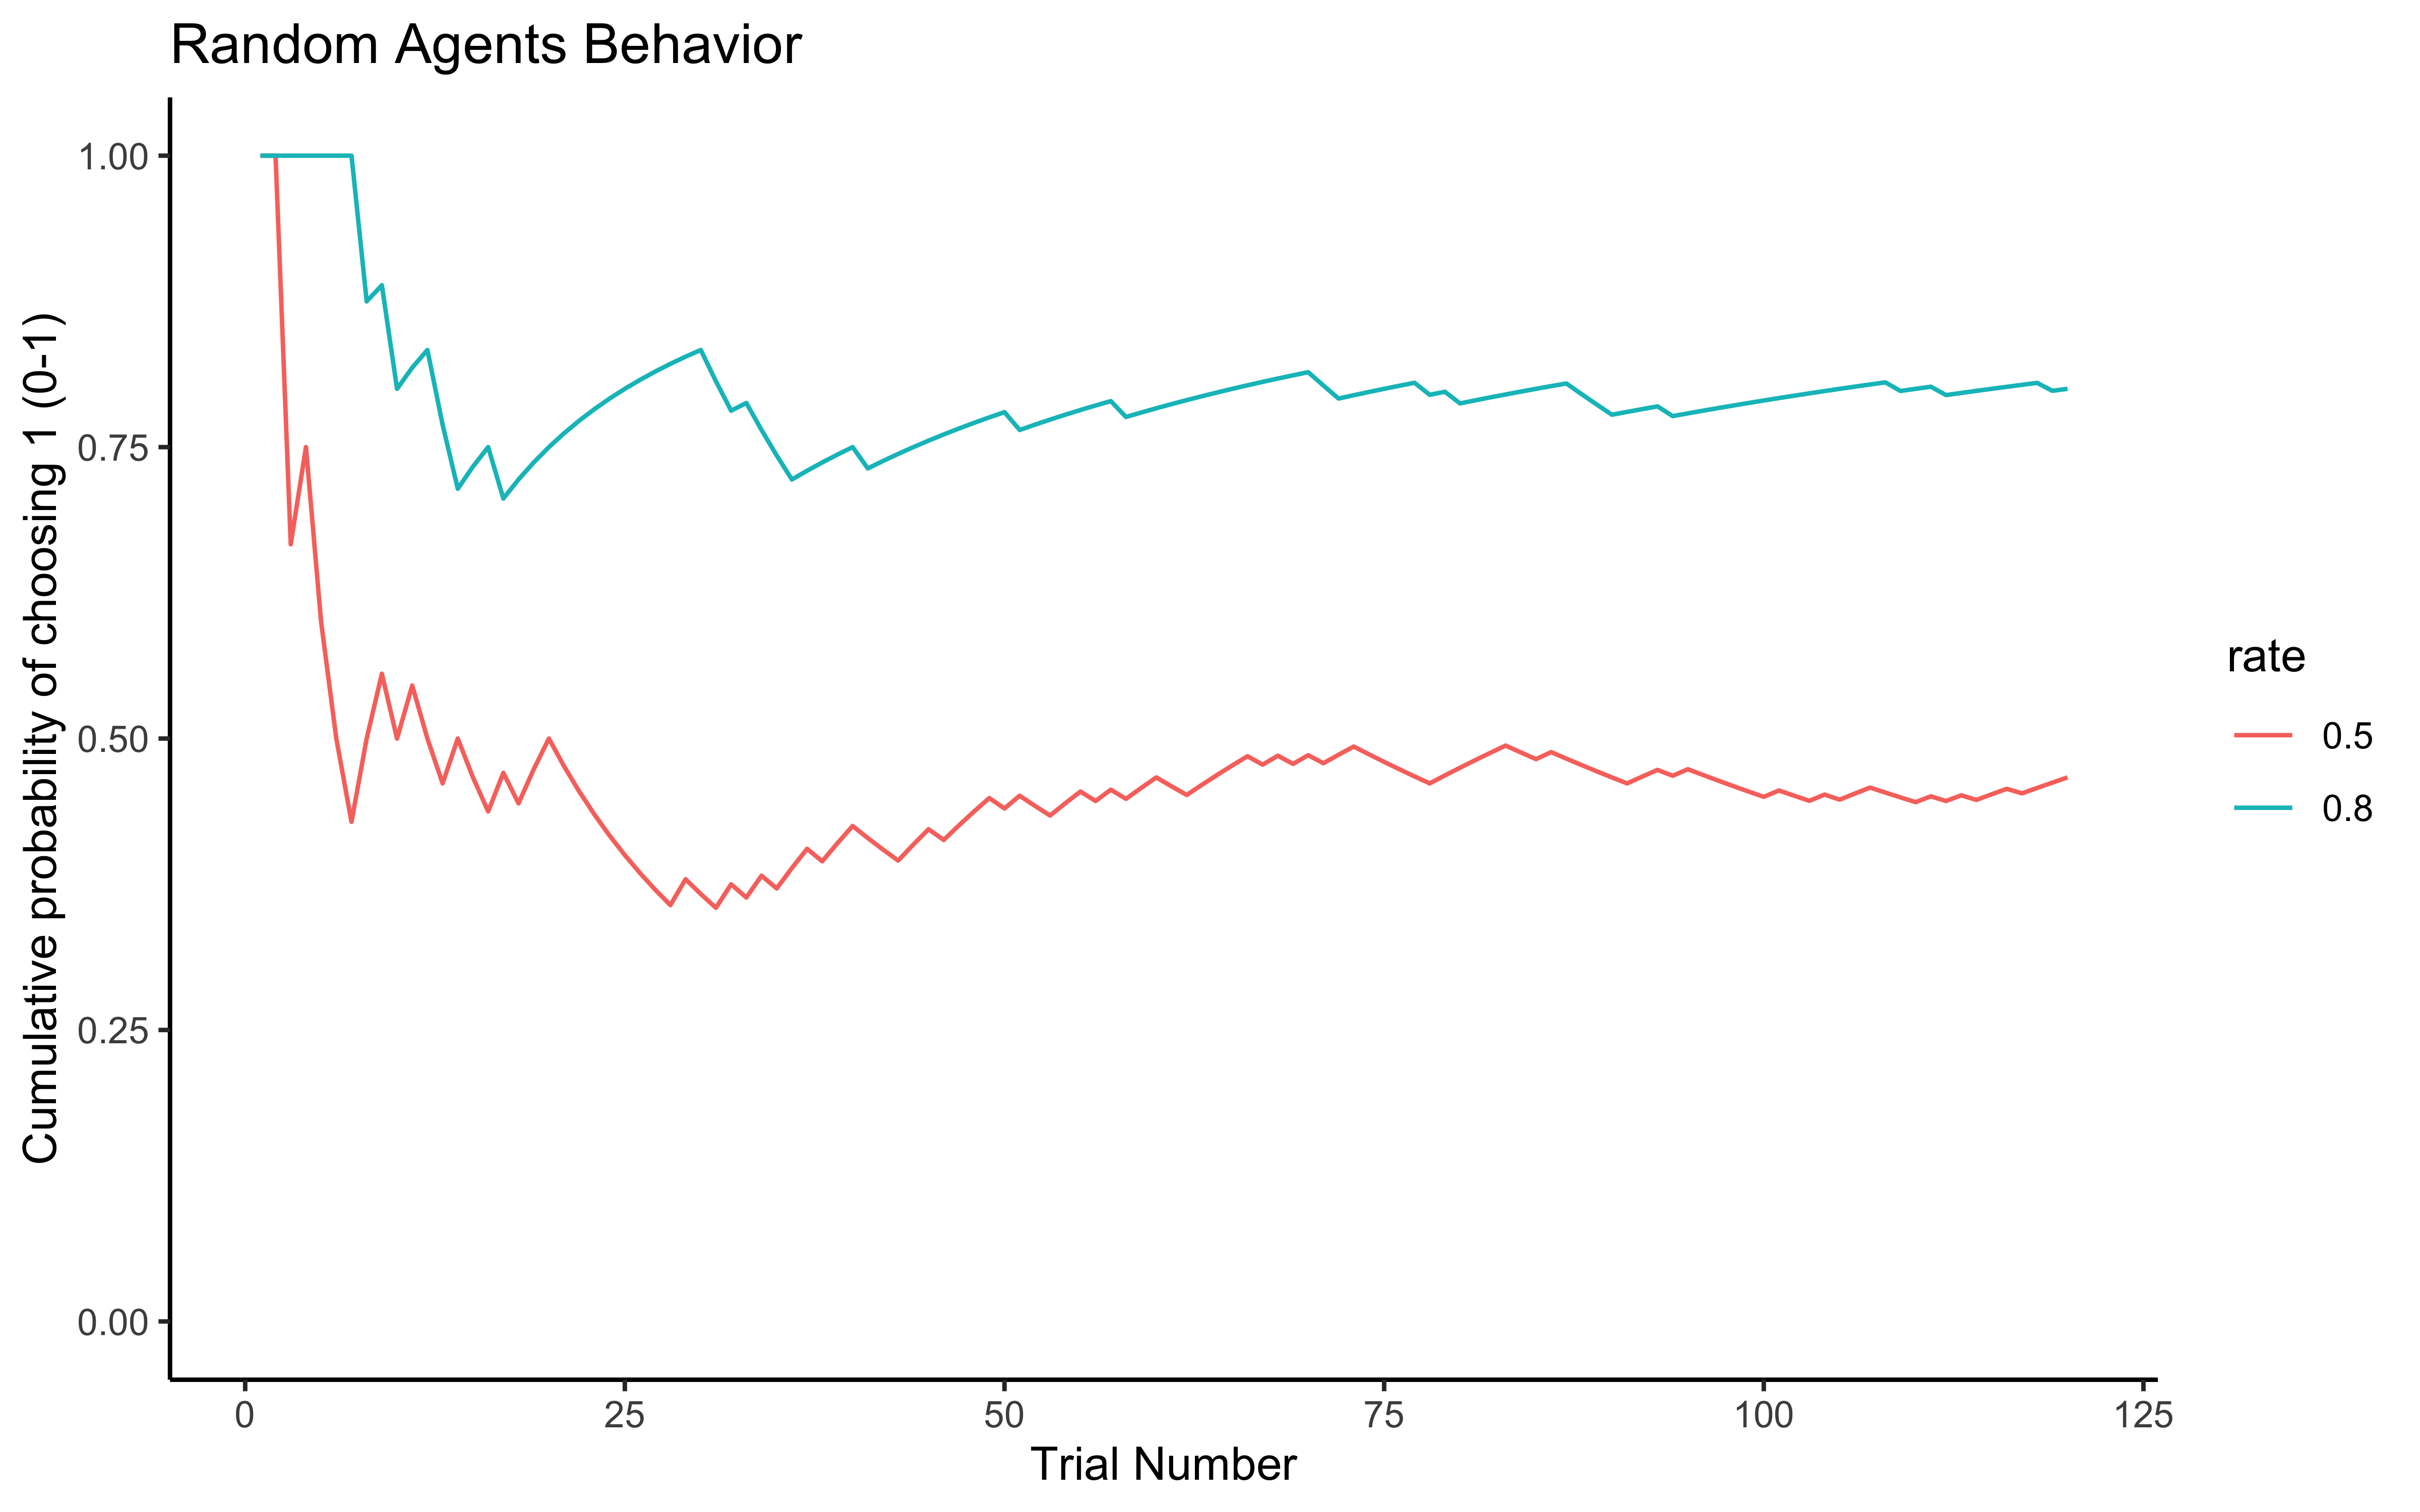 Random Agents Behavior
Cumulative probability of choosing 1 (0-1)
1.00
0.75
0.50
0.25
0.00
0 25 50 75 100 125
Trial Number
rate
0.5
0.8